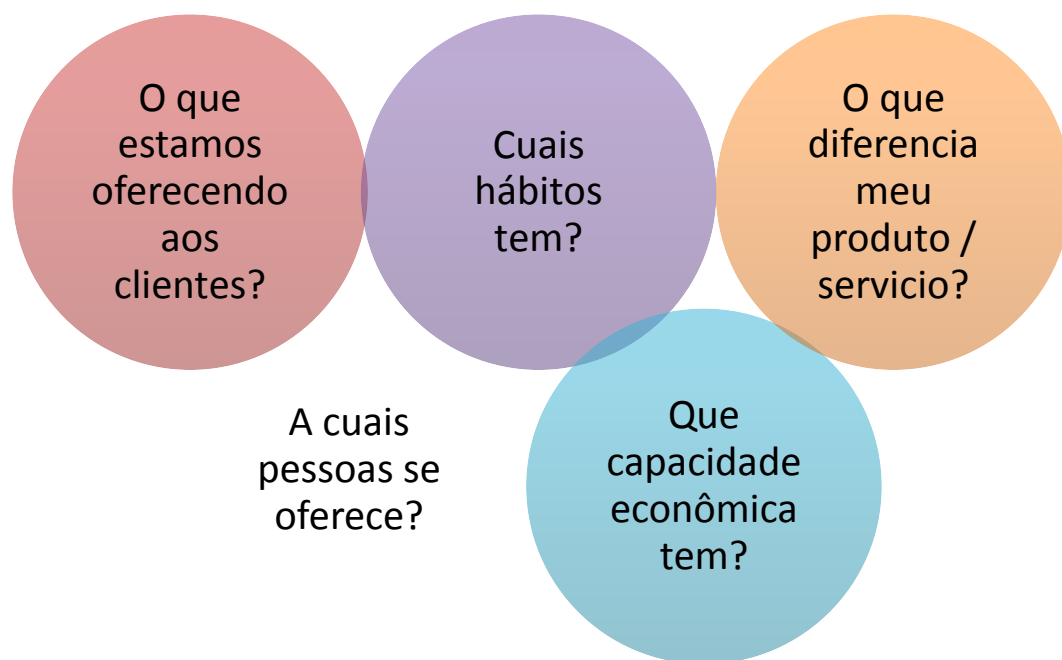 O que
estamos
oferecendo
aos
clientes?
A cuais
pessoas se
oferece?
Cuais
hábitos
tem?
Que
capacidade
econômica
tem?
O que
diferencia
meu
produto /
servicio?